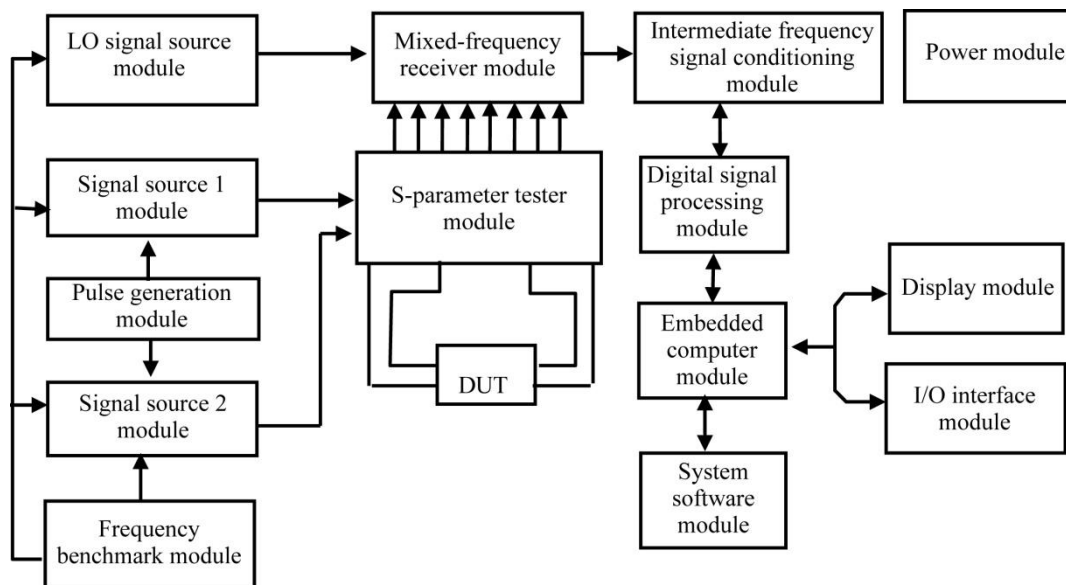 LO signal source
module
Mixed-frequency
receiver module
Intermediate frequency
signal conditioning
module
Power module
Signal source 1
module
S-parameter tester
module
Digital signal
processing
module
Pulse generation
module
Display module
Embedded
computer
module
DUT
Signal source 2
module
I/O interface
module
System
software
module
Frequency
benchmark module